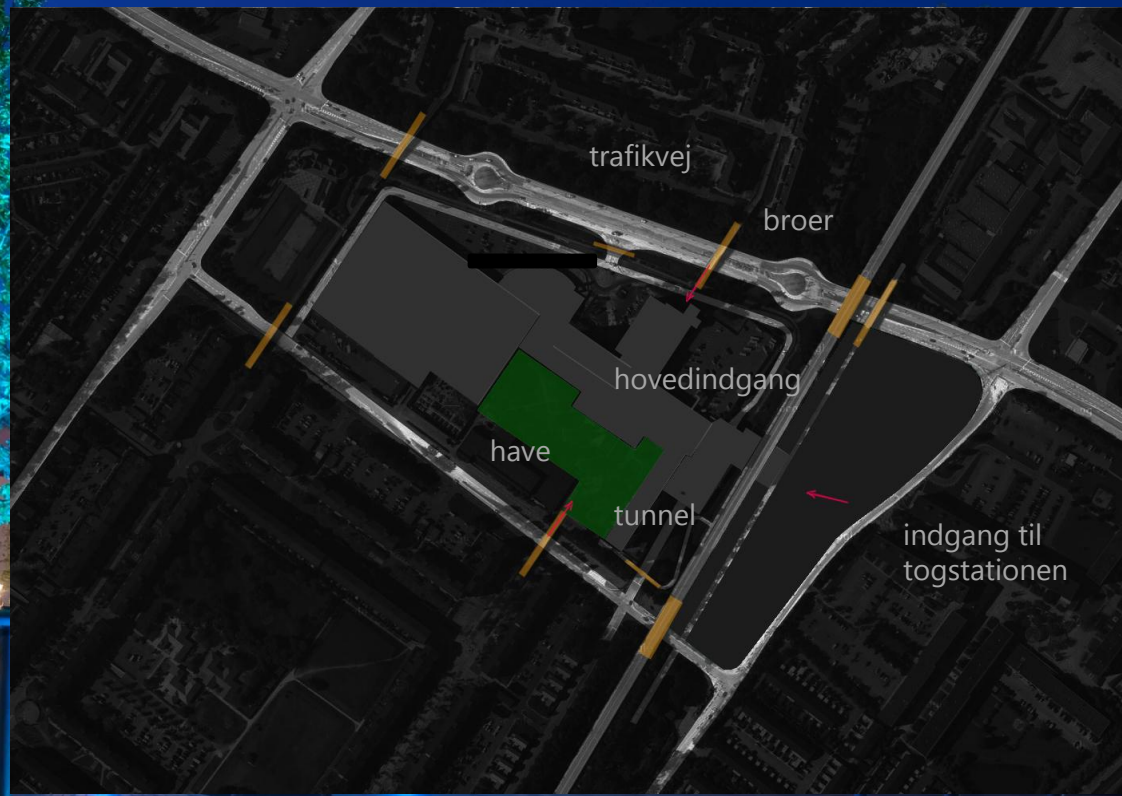 trafikvej
broer
hovedindgang
have
tunnel
indgang til
togstationen